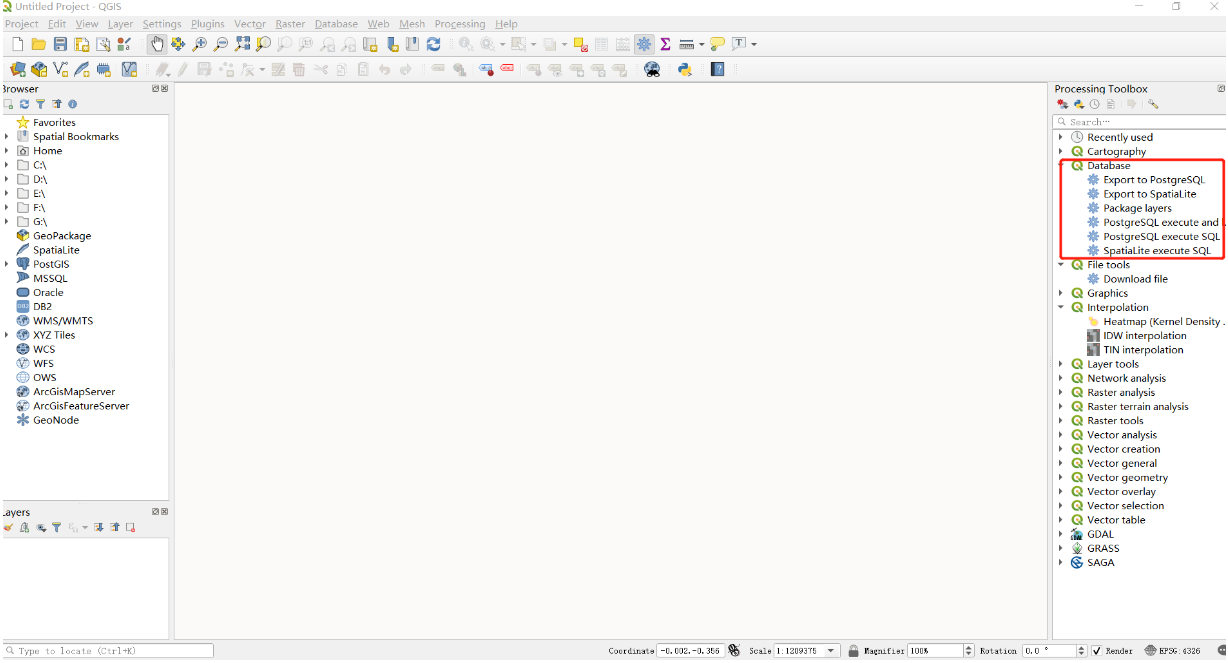 Untitled Project - QGIS
Project Edit View Layer Settings Plugins Vector Raster Database Web Mesh Processing Help
Browser
Favorites
Spatial Bookmarks
Home
C:\
D:\
E:\
F:\
G:\
GeoPackage
SpatiaLite
PostGIS
MSSQL
Oracle
DB2
WMS/WMTS
XYZ Tiles
WCS
WFS
OWS
ArcGisMapServer
ArcGisFeatureServer
GeoNode
Layers
Processing Toolbox
Search…
Recently used
Cartography
Database
Export to PostgreSQL
Export to SpatiaLite
Package layers
PostgreSQL execute and l
PostgreSQL execute SQL
SpatiaLite execute SQL
File tools
Download file
Graphics
Interpolation
Heatmap (Kernel Density .
IDW interpolation
TIN interpolation
Layer tools
Network analysis
Raster analysis
Raster terrain analysis
Raster tools
Vector analysis
Vector creation
Vector general
Vector geometry
Vector overlay
Vector selection
Vector table
GDAL
GRASS
SAGA
Type to locate (Ctrl+K) Coordinate -0.002,-0.356 Scale 1:1209375 Magnifier 100% Rotation 0.0 ° Render EPSG:4326